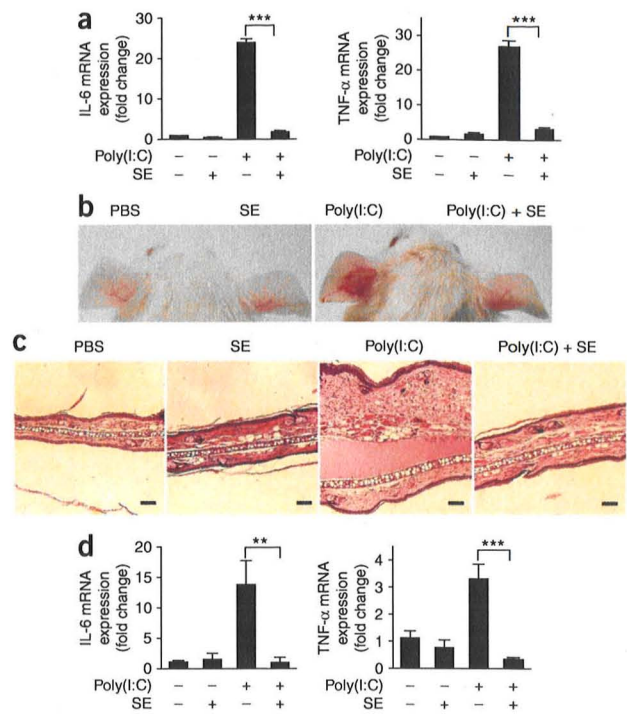 a
IL-6 mRNA
expression
(fold change)
30
20
10
0
***
Poly(I:C) – – + +
SE – + – +
TNF-α mRNA
expression
(fold change)
30
20
10
0
***
Poly(I:C) – – + +
SE – + – +
b
PBS SE Poly(I:C) Poly(I:C) + SE
c
PBS SE Poly(I:C) Poly(I:C) + SE
d
IL-6 mRNA
expression
(fold change)
20
15
10
5
0
**
Poly(I:C) – – + +
SE – + – +
TNF-α mRNA
expression
(fold change)
4
3
2
1
0
***
Poly(I:C) – – + +
SE – + – +